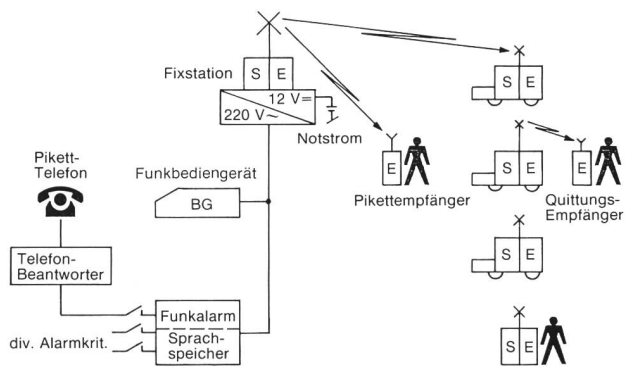 Fixstation
S E
12 V=
220 V~
Notstrom
S E
Pikett-
Telefon
Funkbediengerät
BG
E
Pikettempfänger
S E
E
Quittungs-
Empfänger
Telefon-
Beantworter
S E
Funkalarm
Sprach-
speicher
div. Alarmkrit.
S E